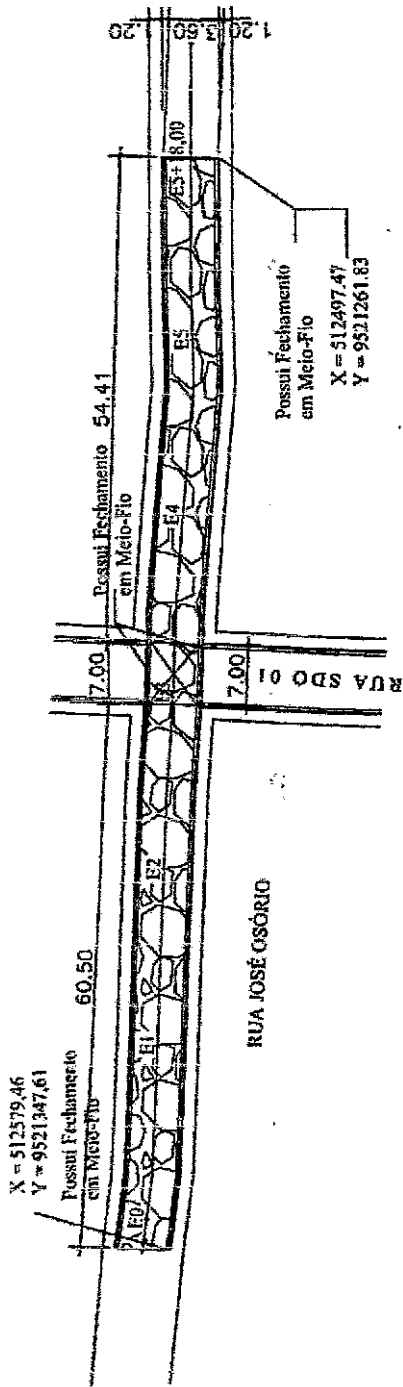 X = 512579,46
Y = 9521347,61
Possui Fechamento
em Meio-Fio
60.50
7.00
Possui Fechamento
em Meio-Fio
54.41
1.20
3.60
1.20
E0
E1
E2
E4
E5
E5+ 8,00
7.00
RUA SDO 01
RUA JOSÉ OSÓRIO
Possui Fechamento
em Meio-Fio
X = 512497.47
Y = 9521261.83